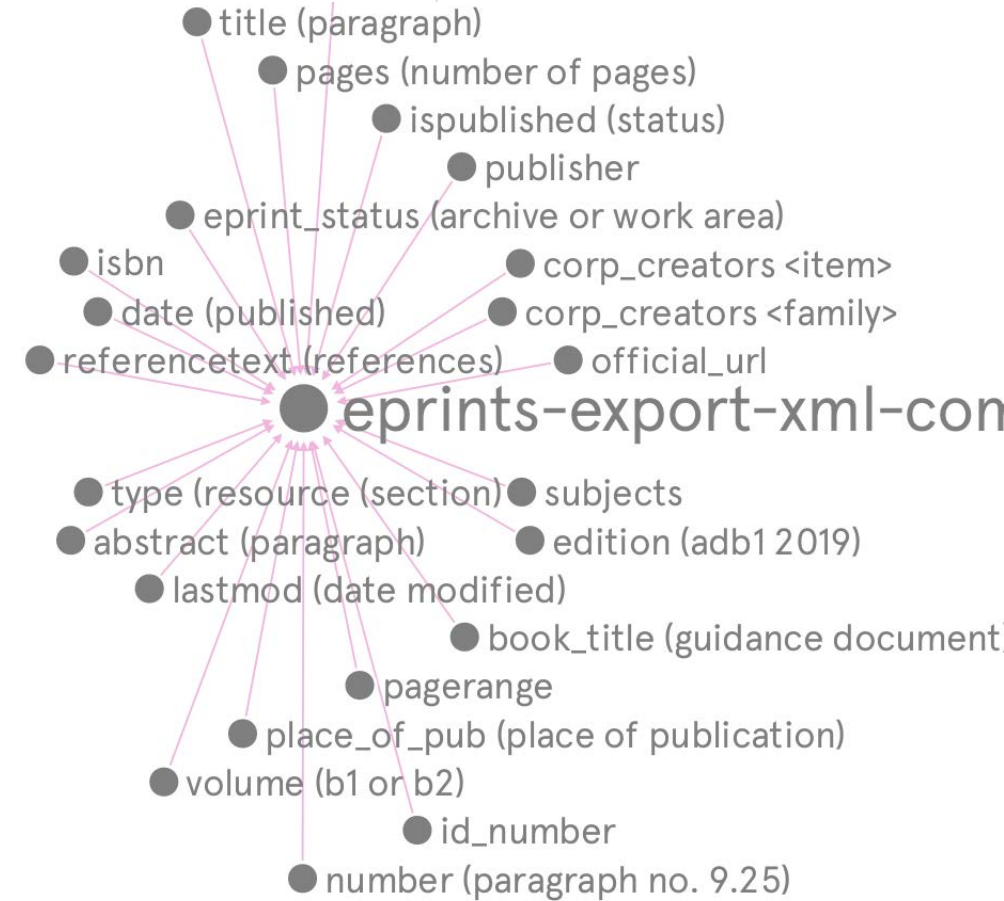 title (paragraph)
pages (number of pages)
ispublished (status)
publisher
eprint_status (archive or work area)
isbn
corp_creators <item>
date (published)
corp_creators <family>
referencetext (references)
official_url
eprints-export-xml-con
type (resource (section)
subjects
abstract (paragraph)
edition (adb1 2019)
lastmod (date modified)
book_title (guidance document)
pagerange
place_of_pub (place of publication)
volume (b1 or b2)
id_number
number (paragraph no. 9.25)